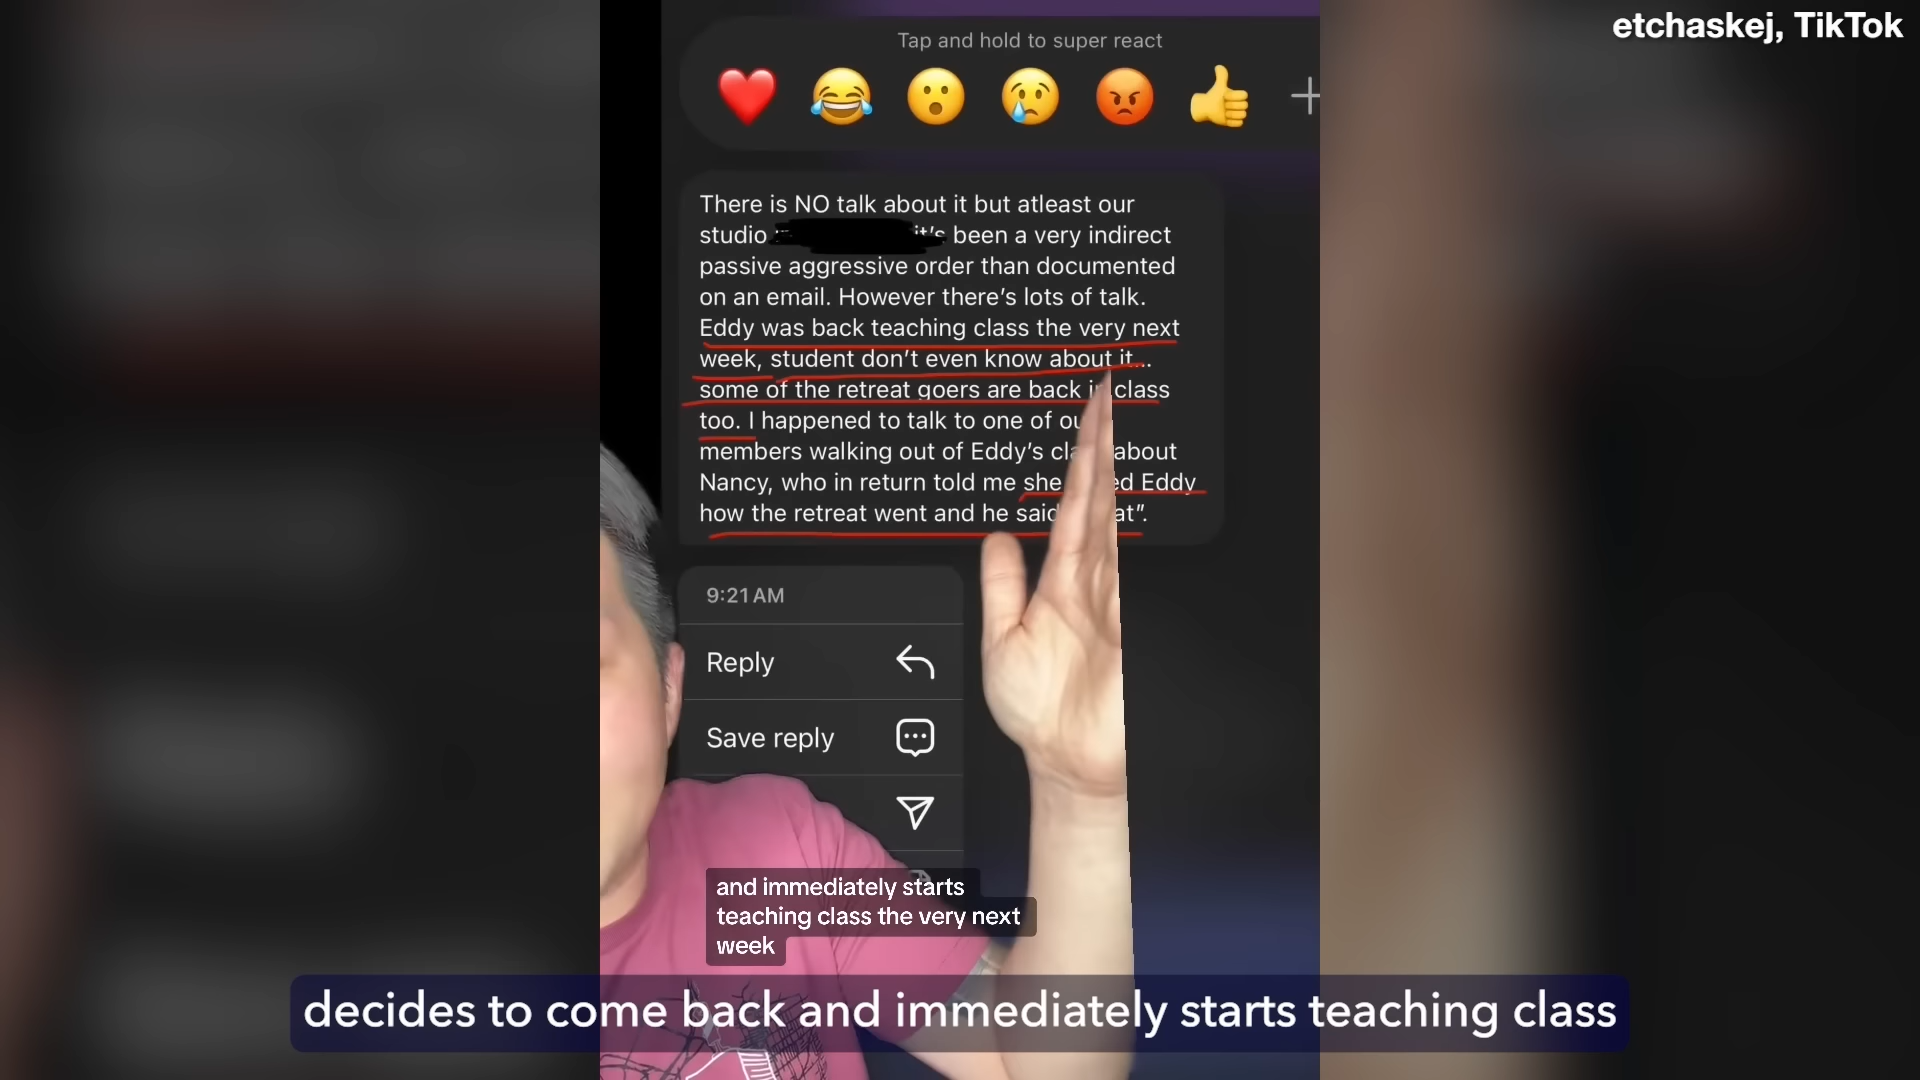 etchaskej, TikTok
Tap and hold to super react
There is NO talk about it but atleast our
studio it's been a very indirect
passive aggressive order than documented
on an email. However there's lots of talk.
Eddy was back teaching class the very next
week, student don't even know about it...
some of the retreat goers are back in class
too. I happened to talk to one of
members walking out of Eddy's about
Nancy, who in return told me she Eddy
how the retreat went and he said
9:21 AM
Reply
Save reply
and immediately starts
teaching class the very next
week
decides to come back and immediately starts teaching class